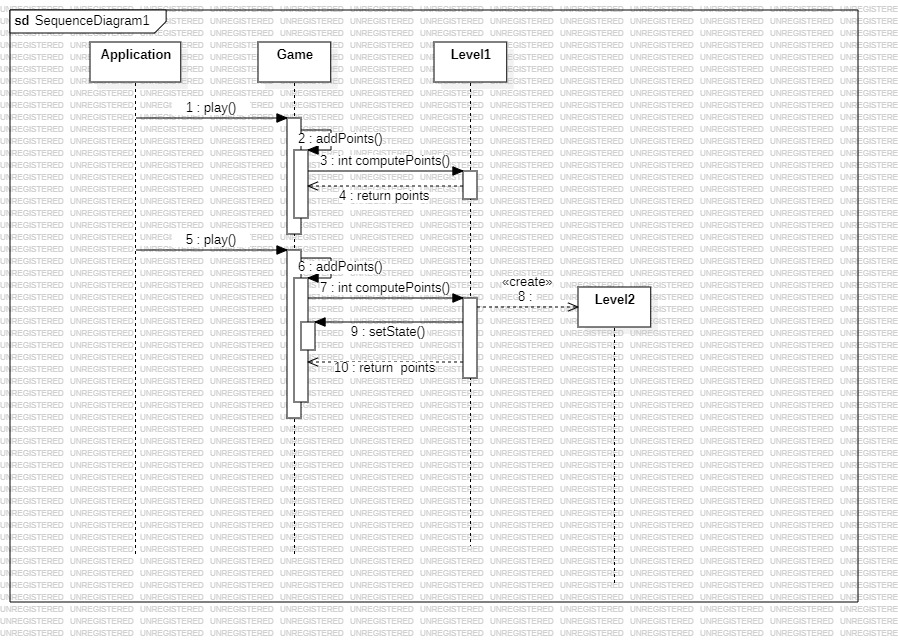 sd SequenceDiagram1
Application
Game
Level1
1 : play()
2 : addPoints()
3 : int computePoints()
4 : return points
5 : play()
6 : addPoints()
7 : int computePoints()
«create»
8 :
Level2
9 : setState()
10 : return  points
UNREGISTERED